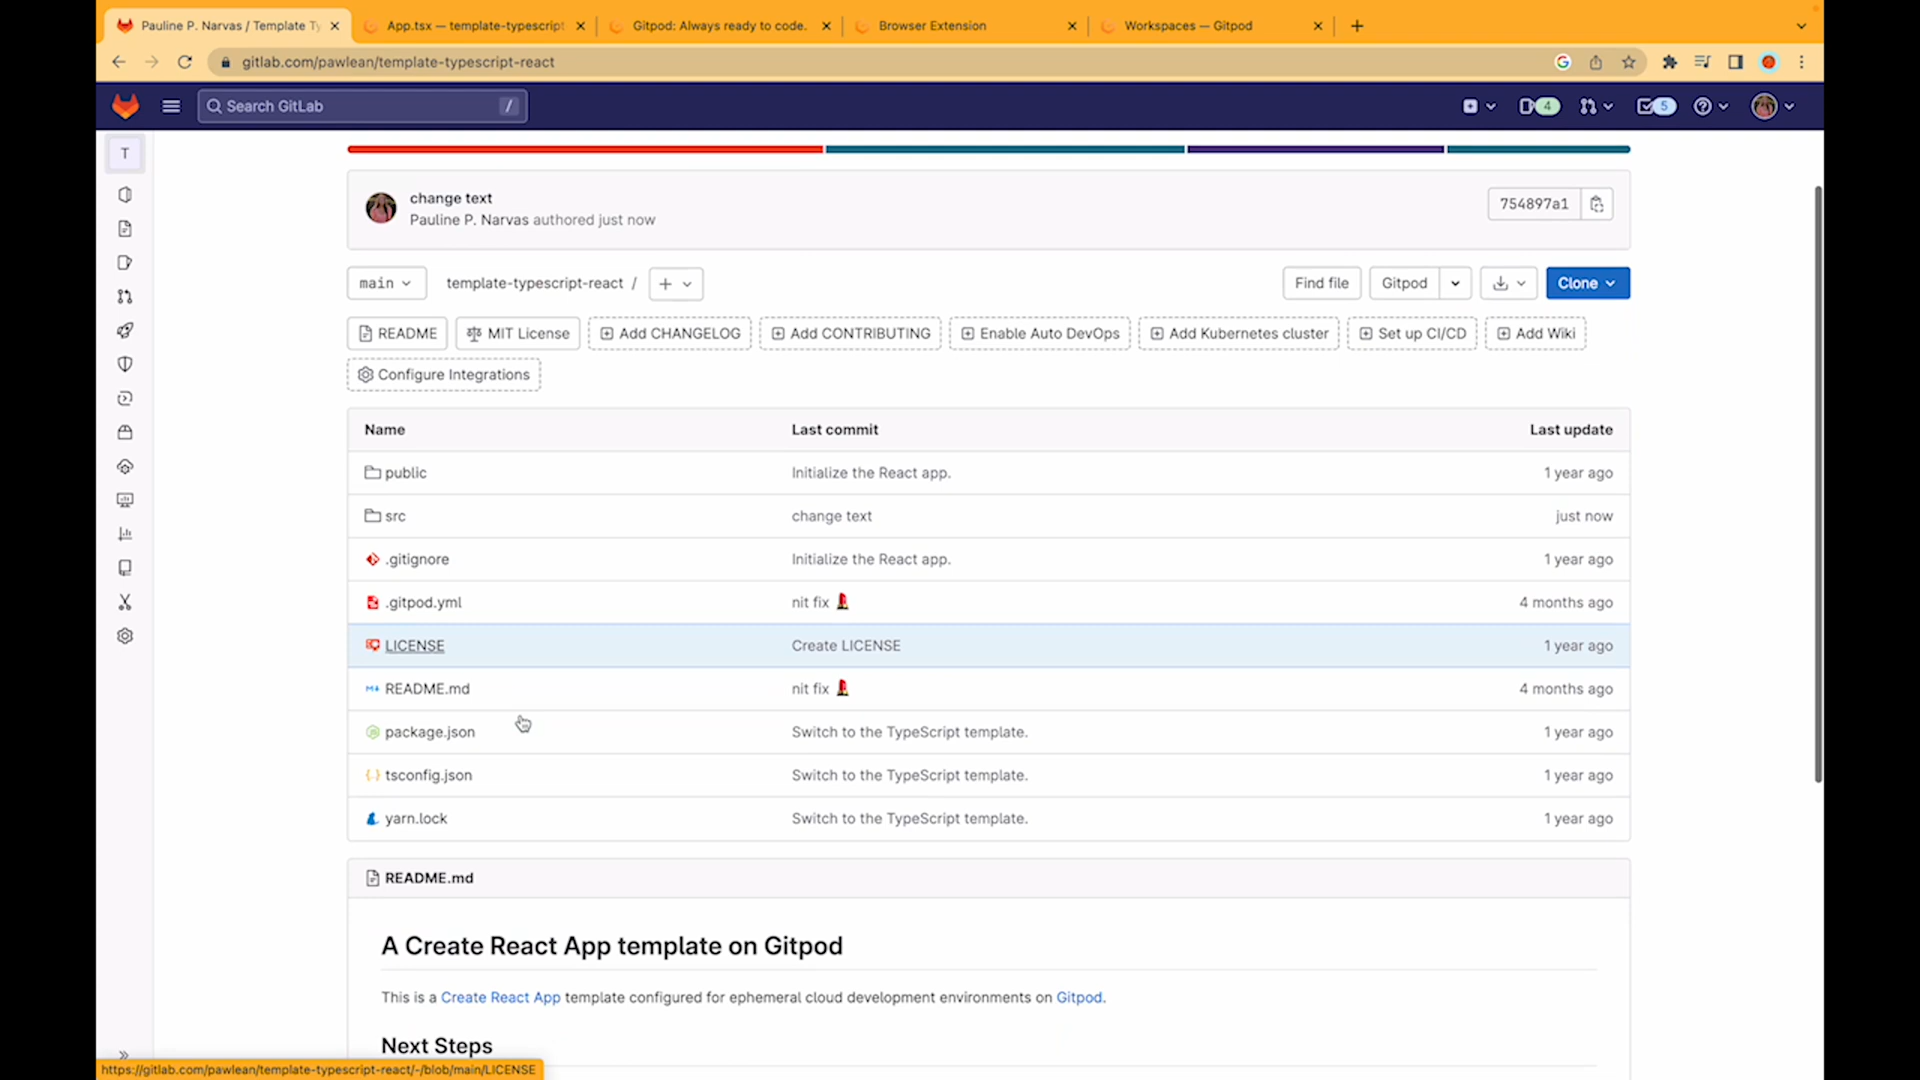 Pauline P. Narvas / Template Ty
App.tsx — template-typescript
Gitpod: Always ready to code.
Browser Extension
Workspaces — Gitpod
gitlab.com/pawlean/template-typescript-react
Search GitLab /
4
5
T
change text
Pauline P. Narvas authored just now
754897a1
main
template-typescript-react /
Find file
Gitpod
Clone
README
MIT License
Add CHANGELOG
Add CONTRIBUTING
Enable Auto DevOps
Add Kubernetes cluster
Set up CI/CD
Add Wiki
Configure Integrations
Name Last commit Last update
public Initialize the React app. 1 year ago
src change text just now
.gitignore Initialize the React app. 1 year ago
.gitpod.yml nit fix 4 months ago
LICENSE Create LICENSE 1 year ago
README.md nit fix 4 months ago
package.json Switch to the TypeScript template. 1 year ago
tsconfig.json Switch to the TypeScript template. 1 year ago
yarn.lock Switch to the TypeScript template. 1 year ago
README.md
A Create React App template on Gitpod
This is a Create React App template configured for ephemeral cloud development environments on Gitpod.
Next Steps
https://gitlab.com/pawlean/template-typescript-react/-/blob/main/LICENSE